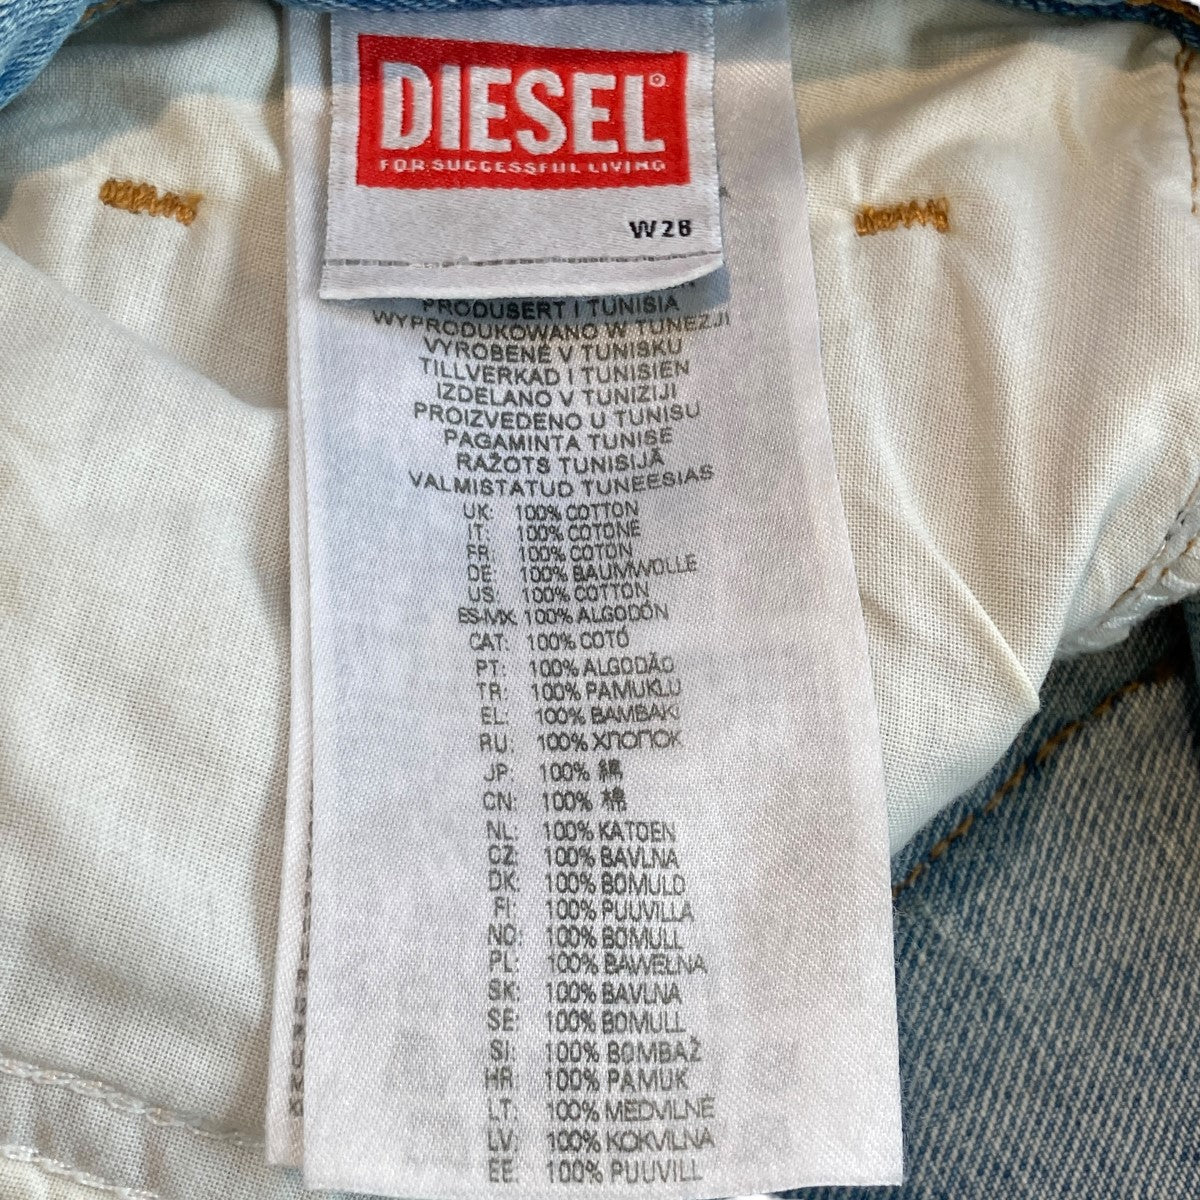 DIESEL®
FOR SUCCESSFUL LIVING
W28
PRODUSERT I TUNISIA
WYPRODUKOWANO W TUNEZJI
VYROBENÉ V TUNISKU
TILLVERKAD I TUNISIEN
IZDELANO V TUNIZIJI
PROIZVEDENO U TUNISU
PAGAMINTA TUNISE
RAŽOTS TUNISIJĀ
VALMISTATUD TUNEESIAS
UK: 100% COTTON
IT: 100% COTONE
FR: 100% COTON
DE: 100% BAUMWOLLE
US: 100% COTTON
ES-MX: 100% ALGODÓN
CAT: 100% COTÓ
PT: 100% ALGODÃO
TR: 100% PAMUKLU
EL: 100% BAMBAKI
RU: 100% ХЛОПОК
JP: 100% 綿
CN: 100% 棉
NL: 100% KATOEN
CZ: 100% BAVLNA
DK: 100% BOMULD
FI: 100% PUUVILLA
NO: 100% BOMULL
PL: 100% BAWEŁNA
SK: 100% BAVLNA
SE: 100% BOMULL
SI: 100% BOMBAŽ
HR: 100% PAMUK
LT: 100% MEDVILNĖ
LV: 100% KOKVILNA
EE: 100% PUUVILL